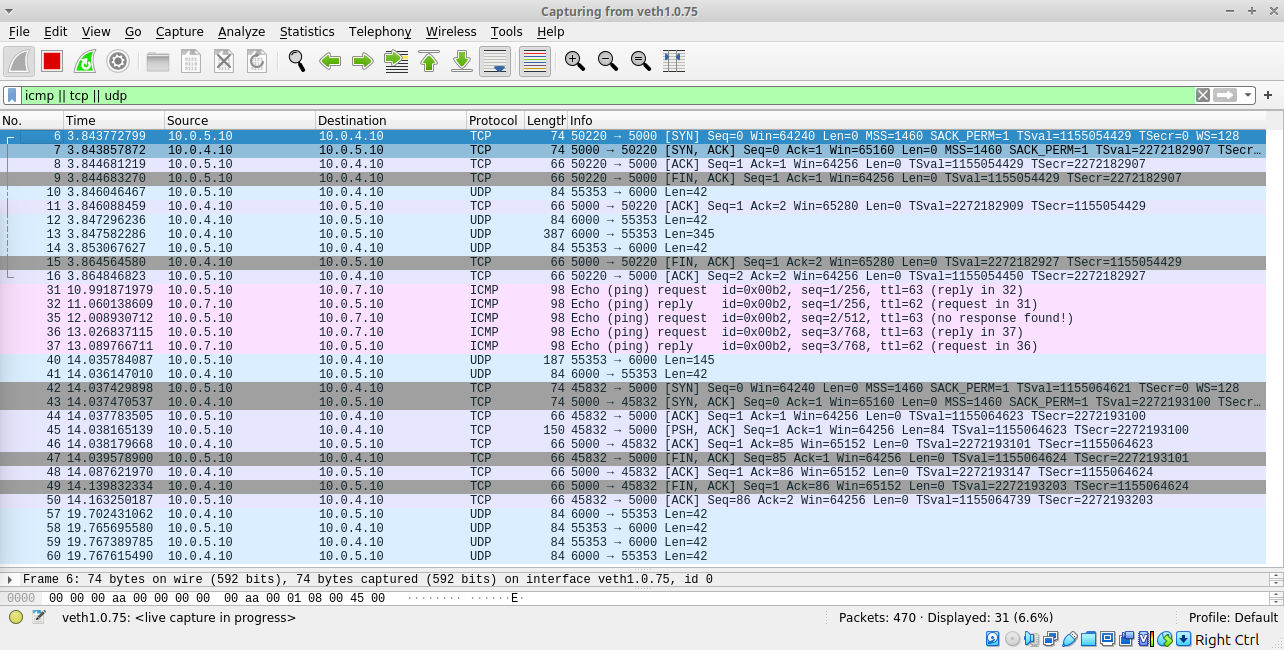 Capturing from veth1.0.75
File Edit View Go Capture Analyze Statistics Telephony Wireless Tools Help
icmp || tcp || udp
No. Time Source Destination Protocol Length Info
6 3.843772799 10.0.5.10 10.0.4.10 TCP 74 50220 → 5000 [SYN] Seq=0 Win=64240 Len=0 MSS=1460 SACK_PERM=1 TSval=1155054429 TSecr=0 WS=128
7 3.843857872 10.0.4.10 10.0.5.10 TCP 74 5000 → 50220 [SYN, ACK] Seq=0 Ack=1 Win=65160 Len=0 MSS=1460 SACK_PERM=1 TSval=2272182907 TSecr…
8 3.844681219 10.0.5.10 10.0.4.10 TCP 66 50220 → 5000 [ACK] Seq=1 Ack=1 Win=64256 Len=0 TSval=1155054429 TSecr=2272182907
9 3.844683270 10.0.5.10 10.0.4.10 TCP 66 50220 → 5000 [FIN, ACK] Seq=1 Ack=1 Win=64256 Len=0 TSval=1155054429 TSecr=2272182907
10 3.846046467 10.0.5.10 10.0.4.10 UDP 84 55353 → 6000 Len=42
11 3.846088459 10.0.4.10 10.0.5.10 TCP 66 5000 → 50220 [ACK] Seq=1 Ack=2 Win=65280 Len=0 TSval=2272182909 TSecr=1155054429
12 3.847296236 10.0.4.10 10.0.5.10 UDP 84 6000 → 55353 Len=42
13 3.847582286 10.0.4.10 10.0.5.10 UDP 387 6000 → 55353 Len=345
14 3.853067627 10.0.5.10 10.0.4.10 UDP 84 55353 → 6000 Len=42
15 3.864564580 10.0.4.10 10.0.5.10 TCP 66 5000 → 50220 [FIN, ACK] Seq=1 Ack=2 Win=65280 Len=0 TSval=2272182927 TSecr=1155054429
16 3.864846823 10.0.5.10 10.0.4.10 TCP 66 50220 → 5000 [ACK] Seq=2 Ack=2 Win=64256 Len=0 TSval=1155054450 TSecr=2272182927
31 10.991871979 10.0.5.10 10.0.7.10 ICMP 98 Echo (ping) request id=0x00b2, seq=1/256, ttl=63 (reply in 32)
32 11.060138609 10.0.7.10 10.0.5.10 ICMP 98 Echo (ping) reply id=0x00b2, seq=1/256, ttl=62 (request in 31)
35 12.008930712 10.0.5.10 10.0.7.10 ICMP 98 Echo (ping) request id=0x00b2, seq=2/512, ttl=63 (no response found!)
36 13.026837115 10.0.5.10 10.0.7.10 ICMP 98 Echo (ping) request id=0x00b2, seq=3/768, ttl=63 (reply in 37)
37 13.089766711 10.0.7.10 10.0.5.10 ICMP 98 Echo (ping) reply id=0x00b2, seq=3/768, ttl=62 (request in 36)
40 14.035784087 10.0.5.10 10.0.4.10 UDP 187 55353 → 6000 Len=145
41 14.036147010 10.0.4.10 10.0.5.10 UDP 84 6000 → 55353 Len=42
42 14.037429898 10.0.5.10 10.0.4.10 TCP 74 45832 → 5000 [SYN] Seq=0 Win=64240 Len=0 MSS=1460 SACK_PERM=1 TSval=1155064621 TSecr=0 WS=128
43 14.037470537 10.0.4.10 10.0.5.10 TCP 74 5000 → 45832 [SYN, ACK] Seq=0 Ack=1 Win=65160 Len=0 MSS=1460 SACK_PERM=1 TSval=2272193100 TSecr…
44 14.037783505 10.0.5.10 10.0.4.10 TCP 66 45832 → 5000 [ACK] Seq=1 Ack=1 Win=64256 Len=0 TSval=1155064623 TSecr=2272193100
45 14.038165139 10.0.5.10 10.0.4.10 TCP 150 45832 → 5000 [PSH, ACK] Seq=1 Ack=1 Win=64256 Len=84 TSval=1155064623 TSecr=2272193100
46 14.038179668 10.0.4.10 10.0.5.10 TCP 66 5000 → 45832 [ACK] Seq=1 Ack=85 Win=65152 Len=0 TSval=2272193101 TSecr=1155064623
47 14.039578900 10.0.5.10 10.0.4.10 TCP 66 45832 → 5000 [FIN, ACK] Seq=85 Ack=1 Win=64256 Len=0 TSval=1155064624 TSecr=2272193101
48 14.087621970 10.0.4.10 10.0.5.10 TCP 66 5000 → 45832 [ACK] Seq=1 Ack=86 Win=65152 Len=0 TSval=2272193147 TSecr=1155064624
49 14.139832334 10.0.4.10 10.0.5.10 TCP 66 5000 → 45832 [FIN, ACK] Seq=1 Ack=86 Win=65152 Len=0 TSval=2272193203 TSecr=1155064624
50 14.163250187 10.0.5.10 10.0.4.10 TCP 66 45832 → 5000 [ACK] Seq=86 Ack=2 Win=64256 Len=0 TSval=1155064739 TSecr=2272193203
57 19.702431062 10.0.4.10 10.0.5.10 UDP 84 6000 → 55353 Len=42
58 19.765695580 10.0.5.10 10.0.4.10 UDP 84 55353 → 6000 Len=42
59 19.767389785 10.0.5.10 10.0.4.10 UDP 84 55353 → 6000 Len=42
60 19.767615490 10.0.4.10 10.0.5.10 UDP 84 6000 → 55353 Len=42
Frame 6: 74 bytes on wire (592 bits), 74 bytes captured (592 bits) on interface veth1.0.75, id 0
0000 00 00 00 aa 00 00 00 00 00 aa 00 01 08 00 45 00 ········ ······E·
veth1.0.75: <live capture in progress> Packets: 470 · Displayed: 31 (6.6%) Profile: Default
Right Ctrl